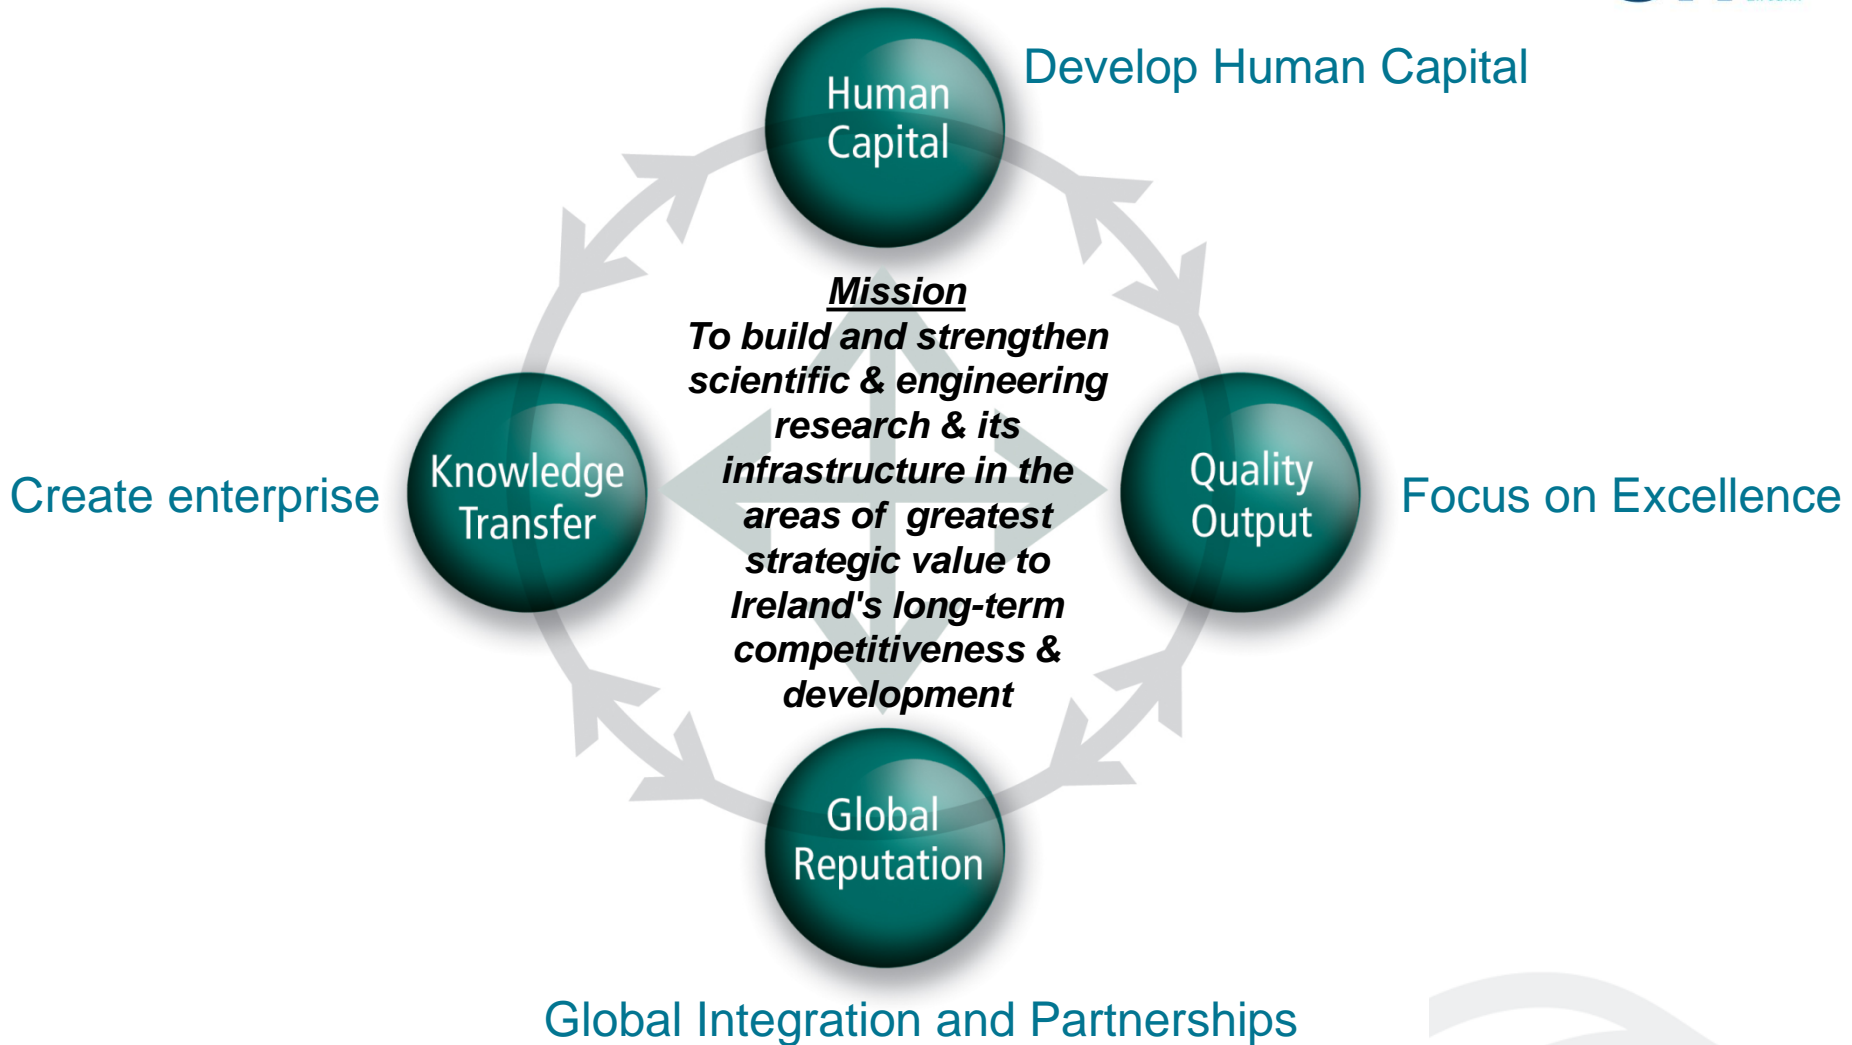 Develop Human Capital
Human
Capital
Mission
To build and strengthen
scientific & engineering
research & its
infrastructure in the
areas of greatest
strategic value to
Ireland's long-term
competitiveness &
development
Create enterprise
Knowledge
Transfer
Quality
Output
Focus on Excellence
Global
Reputation
Global Integration and Partnerships